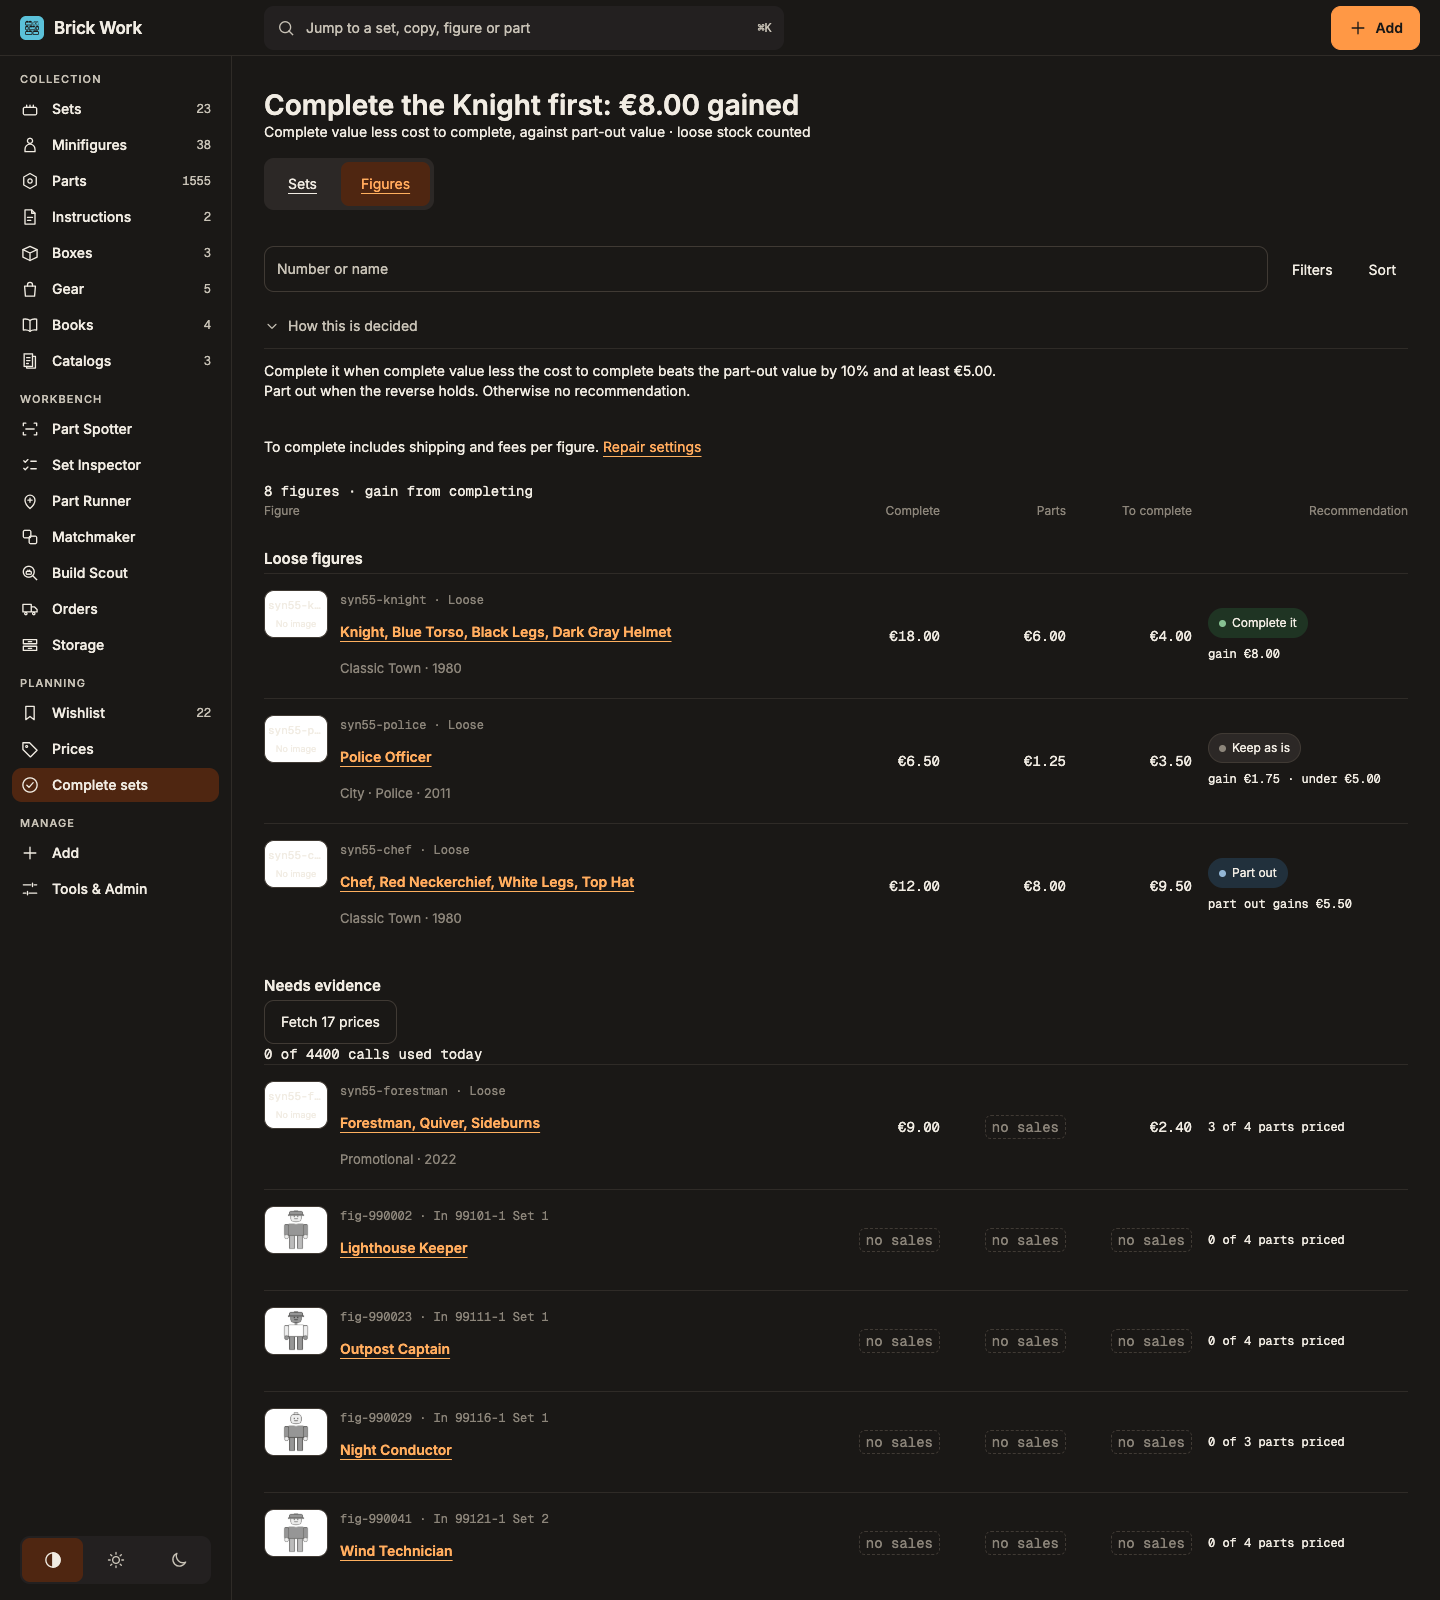 Brick Work
Jump to a set, copy, figure or part
⌘K
Add
COLLECTION
Sets 23
Minifigures 38
Parts 1555
Instructions 2
Boxes 3
Gear 5
Books 4
Catalogs 3
WORKBENCH
Part Spotter
Set Inspector
Part Runner
Matchmaker
Build Scout
Orders
Storage
PLANNING
Wishlist 22
Prices
Complete sets
MANAGE
Add
Tools & Admin
Complete the Knight first: €8.00 gained
Complete value less cost to complete, against part-out value · loose stock counted
Sets Figures
Number or name
Filters Sort
How this is decided
Complete it when complete value less the cost to complete beats the part-out value by 10% and at least €5.00.
Part out when the reverse holds. Otherwise no recommendation.
To complete includes shipping and fees per figure. Repair settings
8 figures · gain from completing
Figure Complete Parts To complete Recommendation
Loose figures
syn55-k…
No image
syn55-knight · Loose
Knight, Blue Torso, Black Legs, Dark Gray Helmet
Classic Town · 1980
€18.00 €6.00 €4.00
Complete it
gain €8.00
syn55-p…
No image
syn55-police · Loose
Police Officer
City · Police · 2011
€6.50 €1.25 €3.50
Keep as is
gain €1.75 · under €5.00
syn55-c…
No image
syn55-chef · Loose
Chef, Red Neckerchief, White Legs, Top Hat
Classic Town · 1980
€12.00 €8.00 €9.50
Part out
part out gains €5.50
Needs evidence
Fetch 17 prices
0 of 4400 calls used today
syn55-f…
No image
syn55-forestman · Loose
Forestman, Quiver, Sideburns
Promotional · 2022
€9.00 no sales €2.40 3 of 4 parts priced
fig-990002 · In 99101-1 Set 1
Lighthouse Keeper
no sales no sales no sales 0 of 4 parts priced
fig-990023 · In 99111-1 Set 1
Outpost Captain
no sales no sales no sales 0 of 4 parts priced
fig-990029 · In 99116-1 Set 1
Night Conductor
no sales no sales no sales 0 of 3 parts priced
fig-990041 · In 99121-1 Set 2
Wind Technician
no sales no sales no sales 0 of 4 parts priced